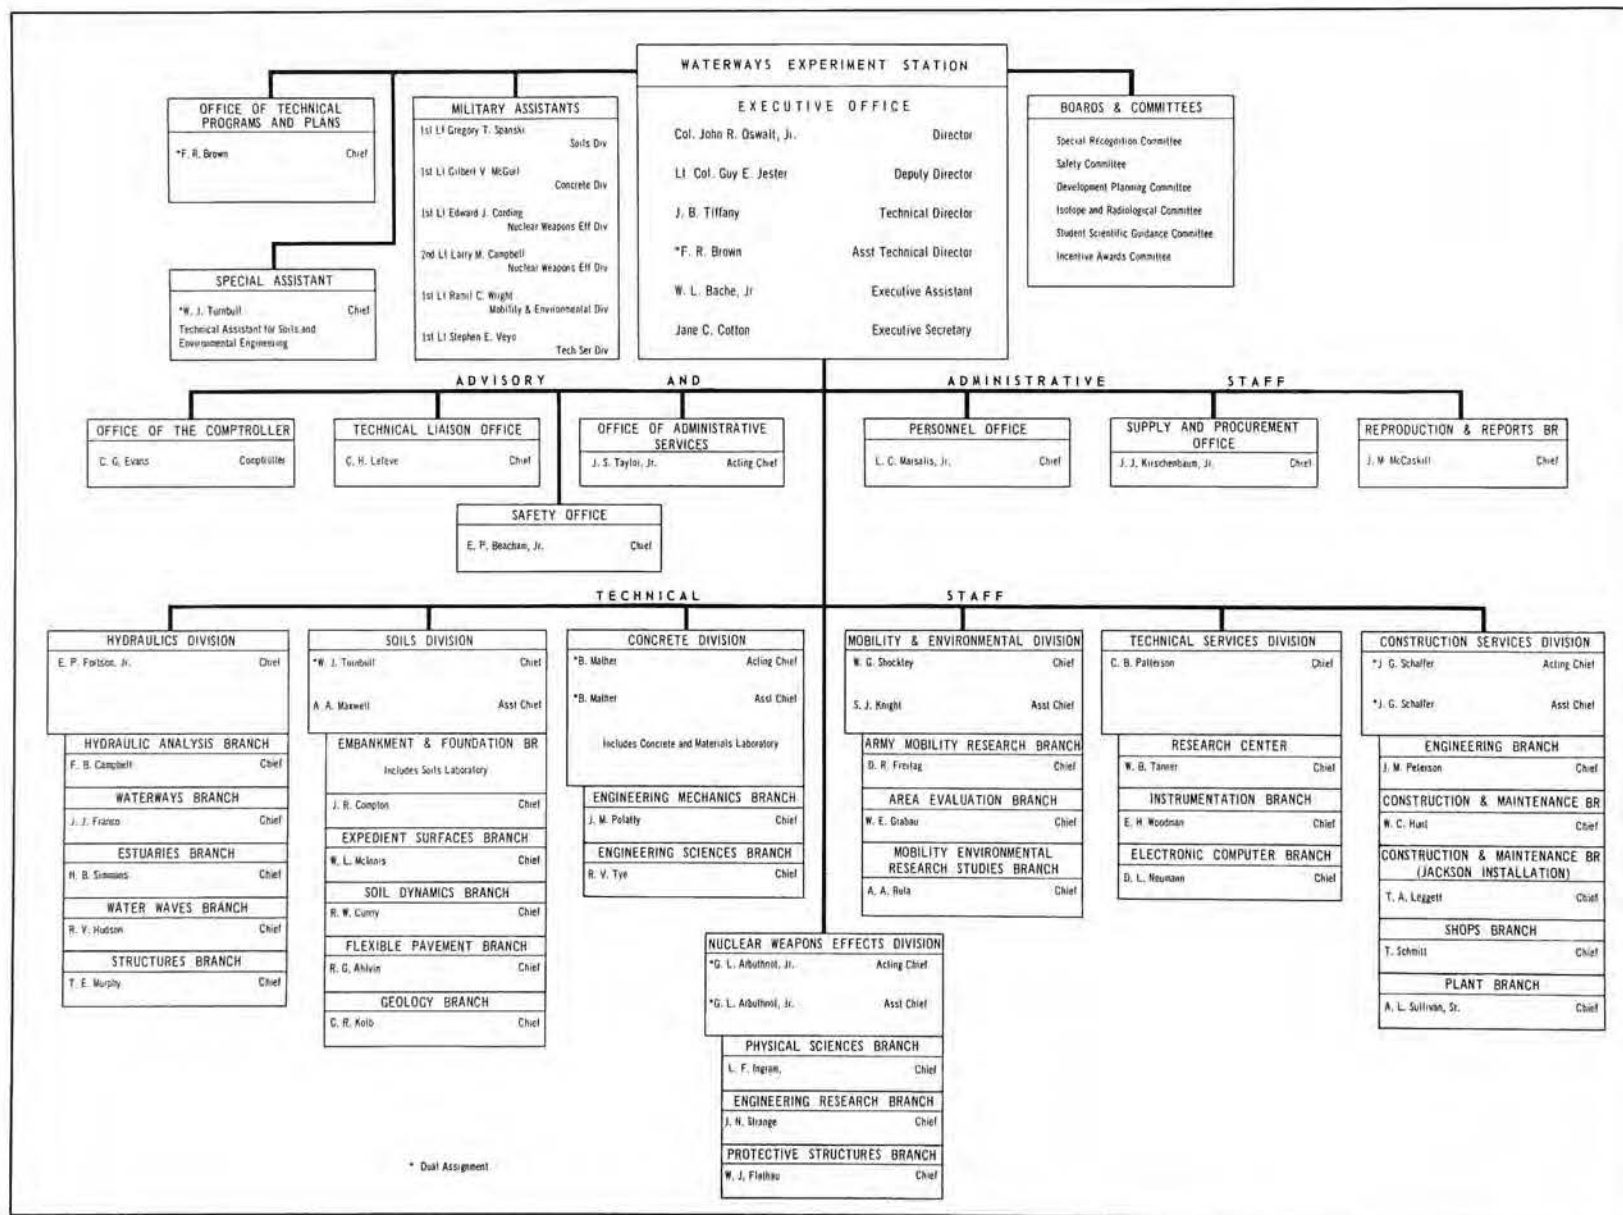 WATERWAYS EXPERIMENT STATION
EXECUTIVE OFFICE
Col. John R. Oswalt, Jr. Director
Lt. Col. Guy E. Jester Deputy Director
J. B. Tiffany Technical Director
*F. R. Brown Asst Technical Director
W. L. Bache, Jr Executive Assistant
Jane C. Cotton Executive Secretary
OFFICE OF TECHNICAL
PROGRAMS AND PLANS
*F. R. Brown Chief
SPECIAL ASSISTANT
*W. J. Turnbull Chief
Technical Assistant for Soils and
Environmental Engineering
MILITARY ASSISTANTS
1st Lt Gregory T. Spanski
Soils Div
1st Lt Gilbert V. McGuil
Concrete Div
1st Lt Edward J. Cording
Nuclear Weapons Eff Div
2nd Lt Larry M. Campbell
Nuclear Weapons Eff Div
1st Lt Ramil C. Wright
Mobility & Environmental Div
1st Lt Stephen E. Veyo
Tech Ser Div
BOARDS & COMMITTEES
Special Recognition Committee
Safety Committee
Development Planning Committee
Isotope and Radiological Committee
Student Scientific Guidance Committee
Incentive Awards Committee
ADVISORY AND ADMINISTRATIVE STAFF
OFFICE OF THE COMPTROLLER
C. G. Evans Comptroller
TECHNICAL LIAISON OFFICE
C. H. Lefeve Chief
OFFICE OF ADMINISTRATIVE
SERVICES
J. S. Taylor, Jr. Acting Chief
PERSONNEL OFFICE
L. C. Marsalis, Jr. Chief
SUPPLY AND PROCUREMENT
OFFICE
J. J. Kirschenbaum, Jr. Chief
REPRODUCTION & REPORTS BR
J. M. McCaskill Chief
SAFETY OFFICE
E. P. Beacham, Jr. Chief
TECHNICAL STAFF
HYDRAULICS DIVISION
E. P. Fortson, Jr. Chief
HYDRAULIC ANALYSIS BRANCH
F. B. Campbell Chief
WATERWAYS BRANCH
J. J. Franco Chief
ESTUARIES BRANCH
H. B. Simmons Chief
WATER WAVES BRANCH
R. Y. Hudson Chief
STRUCTURES BRANCH
T. E. Murphy Chief
SOILS DIVISION
*W. J. Turnbull Chief
A. A. Maxwell Asst Chief
EMBANKMENT & FOUNDATION BR
Includes Soils Laboratory
J. R. Compton Chief
EXPEDIENT SURFACES BRANCH
W. L. McInnis Chief
SOIL DYNAMICS BRANCH
R. W. Cunny Chief
FLEXIBLE PAVEMENT BRANCH
R. G. Ahlvin Chief
GEOLOGY BRANCH
C. R. Kolb Chief
CONCRETE DIVISION
*B. Mather Acting Chief
*B. Mather Asst Chief
Includes Concrete and Materials Laboratory
ENGINEERING MECHANICS BRANCH
J. M. Polatty Chief
ENGINEERING SCIENCES BRANCH
R. V. Tye Chief
NUCLEAR WEAPONS EFFECTS DIVISION
*G. L. Arbuthnot, Jr. Acting Chief
*G. L. Arbuthnot, Jr. Asst Chief
PHYSICAL SCIENCES BRANCH
L. F. Ingram, Chief
ENGINEERING RESEARCH BRANCH
J. N. Strange Chief
PROTECTIVE STRUCTURES BRANCH
W. J. Flathau Chief
MOBILITY & ENVIRONMENTAL DIVISION
W. G. Shockley Chief
S. J. Knight Asst Chief
ARMY MOBILITY RESEARCH BRANCH
D. R. Freitag Chief
AREA EVALUATION BRANCH
W. E. Grabau Chief
MOBILITY ENVIRONMENTAL
RESEARCH STUDIES BRANCH
A. A. Rula Chief
TECHNICAL SERVICES DIVISION
C. B. Patterson Chief
RESEARCH CENTER
W. B. Tanner Chief
INSTRUMENTATION BRANCH
E. H. Woodman Chief
ELECTRONIC COMPUTER BRANCH
D. L. Neumann Chief
CONSTRUCTION SERVICES DIVISION
*J. G. Schaffer Acting Chief
*J. G. Schaffer Asst Chief
ENGINEERING BRANCH
J. M. Peterson Chief
CONSTRUCTION & MAINTENANCE BR
W. C. Hunt Chief
CONSTRUCTION & MAINTENANCE BR
(JACKSON INSTALLATION)
T. A. Leggett Chief
SHOPS BRANCH
T. Schmitt Chief
PLANT BRANCH
A. L. Sullivan, Sr. Chief
* Dual Assignment